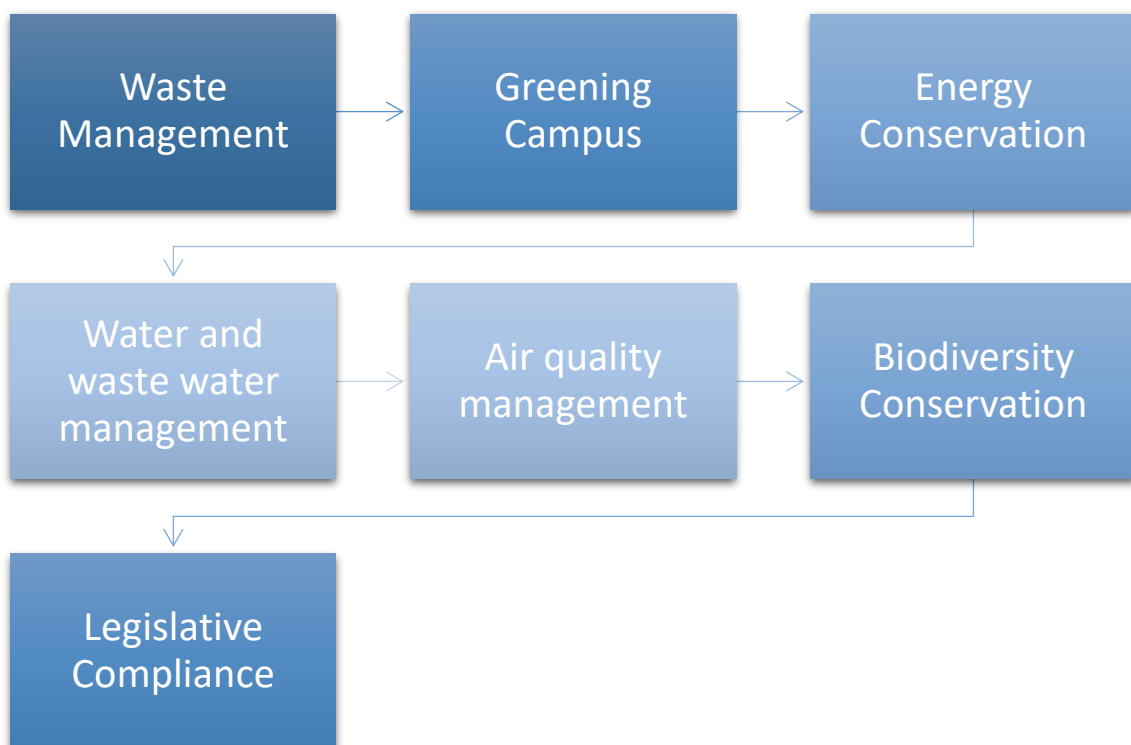 Waste
Management
Greening
Campus
Energy
Conservation
Water and
waste water
management
Air quality
management
Biodiversity
Conservation
Legislative
Compliance